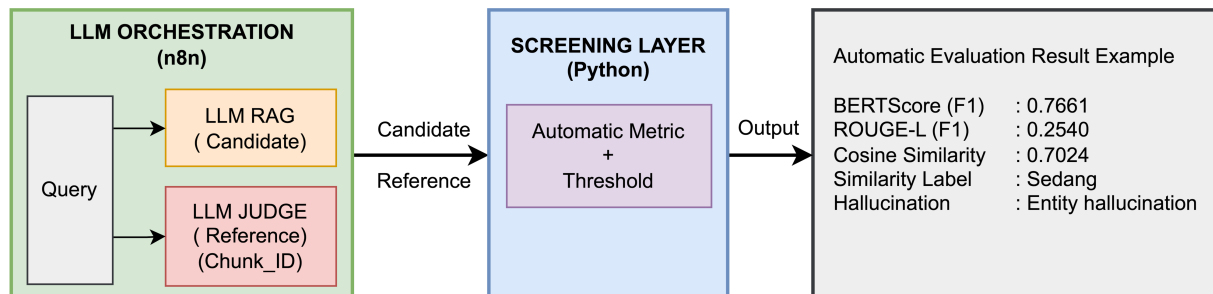 LLM ORCHESTRATION
(n8n)
Query
LLM RAG
( Candidate)
LLM JUDGE
( Reference)
(Chunk_ID)
Candidate
Reference
SCREENING LAYER
(Python)
Automatic Metric
+
Threshold
Output
Automatic Evaluation Result Example
BERTScore (F1) : 0.7661
ROUGE-L (F1) : 0.2540
Cosine Similarity : 0.7024
Similarity Label : Sedang
Hallucination : Entity hallucination